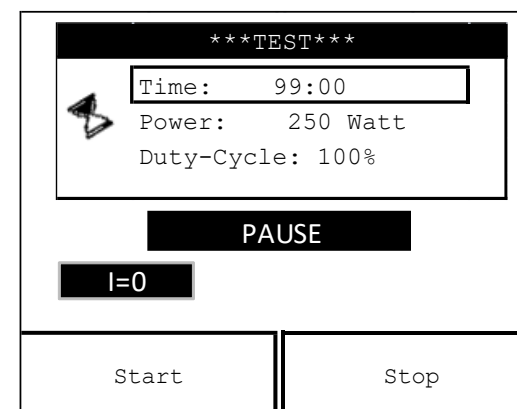 ***TEST***
Time: 99:00
Power: 250 Watt
Duty-Cycle: 100%
PAUSE
I=0
Start Stop